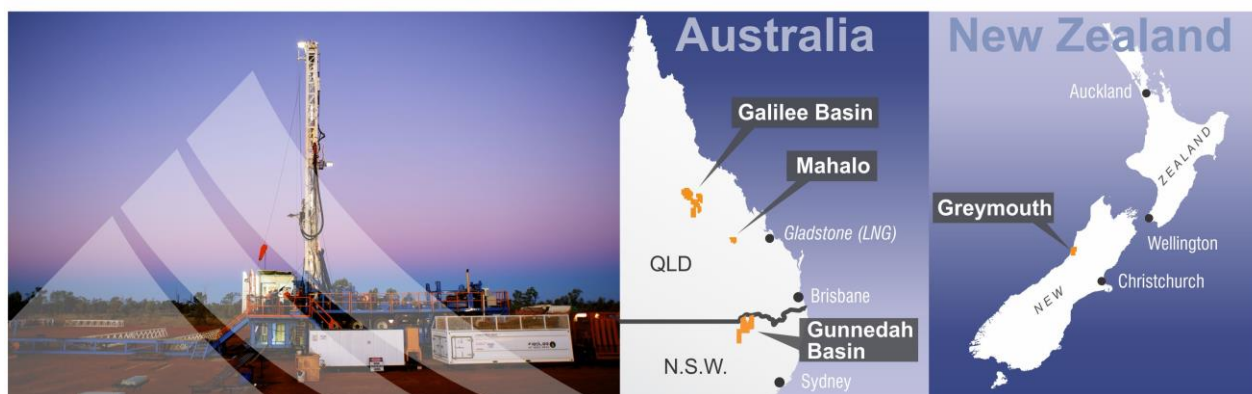 Australia
Galilee Basin
Mahalo
Gladstone (LNG)
QLD
Brisbane
Gunnedah
Basin
N.S.W.
Sydney
New Zealand
Auckland
ZEALAND
Greymouth
Wellington
Christchurch
NEW